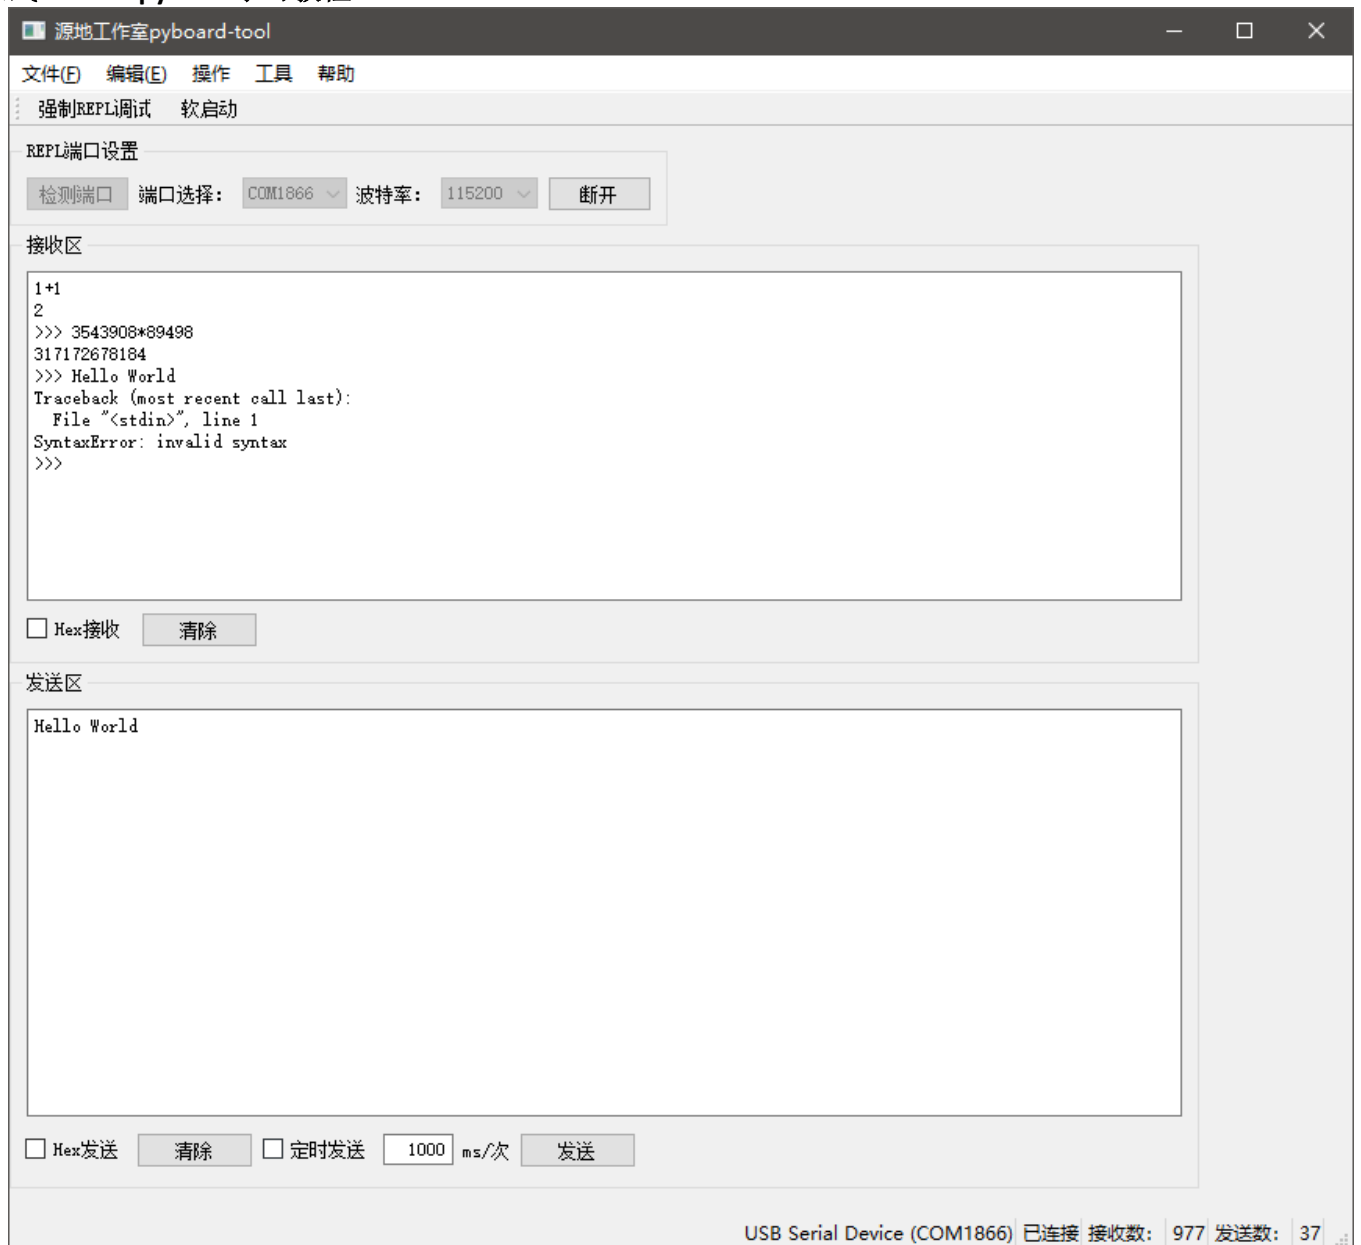 源地工作室pyboard-tool
文件(F) 编辑(E) 操作 工具 帮助
强制REPL调试 软启动
REPL端口设置
检测端口 端口选择： COM1866 波特率： 115200 断开
接收区
1+1
2
>>> 3543908*89498
317172678184
>>> Hello World
Traceback (most recent call last):
  File "<stdin>", line 1
SyntaxError: invalid syntax
>>>
Hex接收 清除
发送区
Hello World
Hex发送 清除 定时发送 1000 ms/次 发送
USB Serial Device (COM1866) 已连接 接收数： 977 发送数： 37